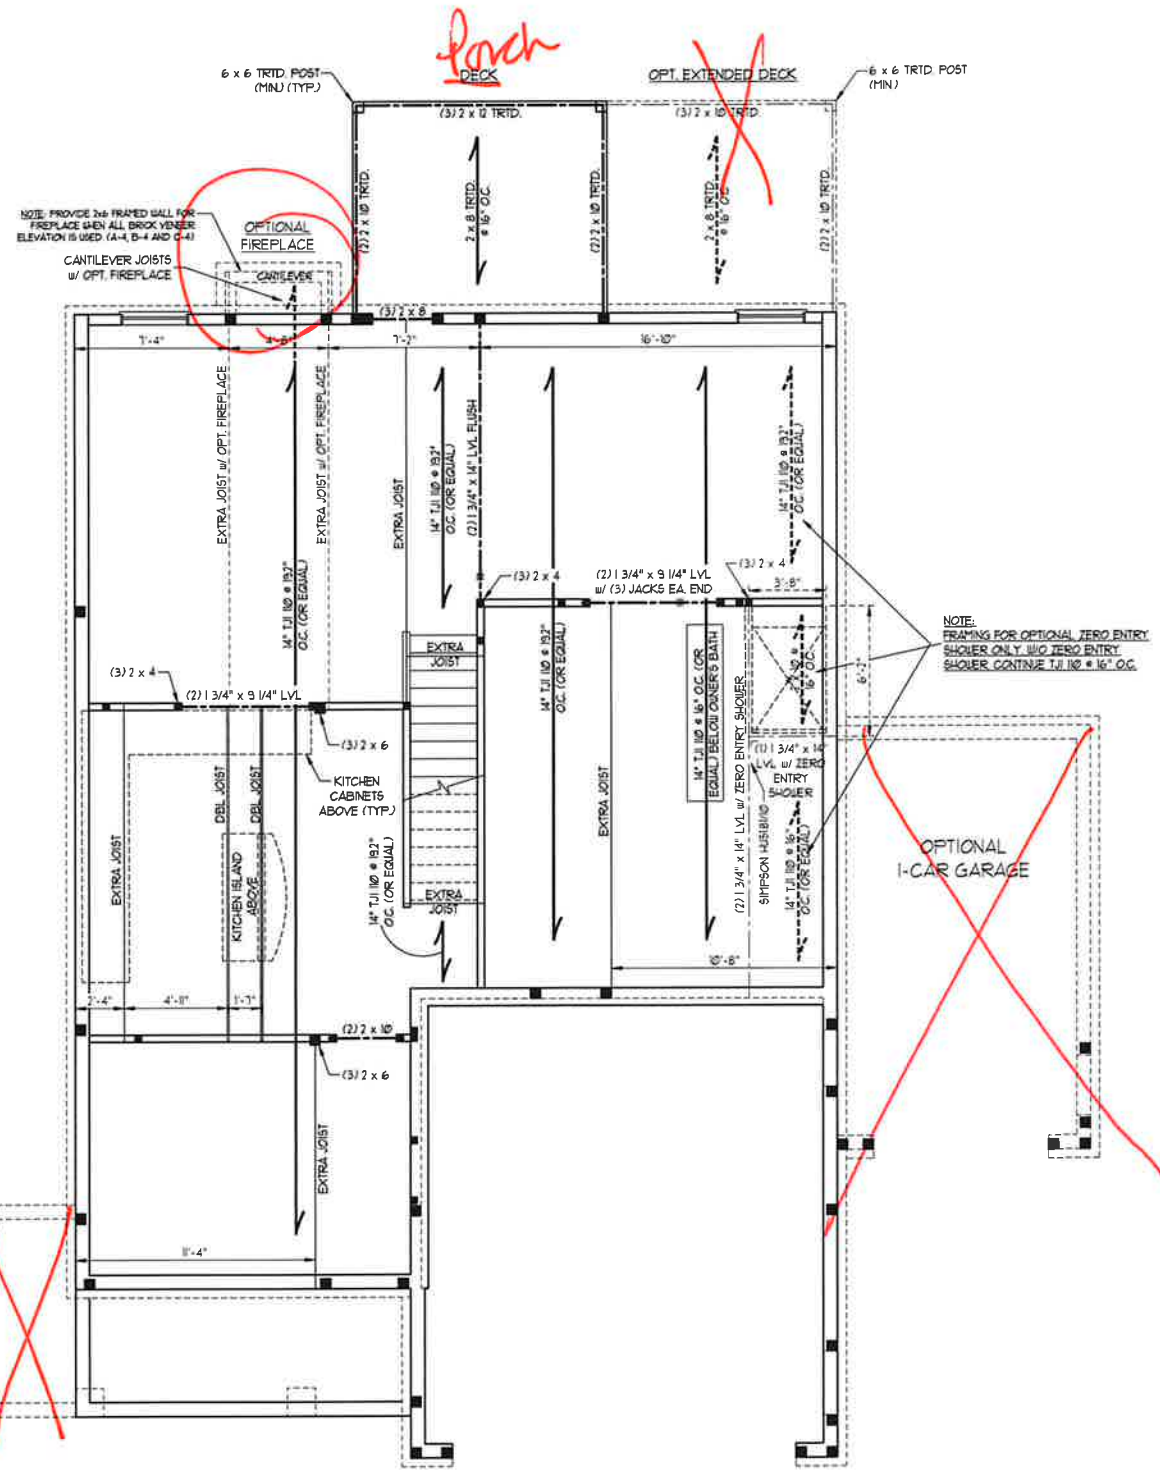 Porch
DECK
OPT. EXTENDED DECK
6 x 6 TRTD. POST
(MIN.) (TYP.)
6 x 6 TRTD. POST
(MIN.)
(3) 2 x 12 TRTD.
(3) 2 x 10 TRTD.
(2) 2 x 10 TRTD.
2 x 8 TRTD.
@ 16" O.C.
(2) 2 x 10 TRTD.
2 x 8 TRTD.
@ 16" O.C.
(2) 2 x 10 TRTD.
NOTE: PROVIDE 2x6 FRAMED WALL FOR
FIREPLACE WHEN ALL BRICK VENEER
ELEVATION IS USED. (A-4, B-4 AND C-4)
OPTIONAL
FIREPLACE
CANTILEVER JOISTS
w/ OPT. FIREPLACE
CANTILEVER
(3) 2 x 8
7'-4"
4'-8"
7'-2"
16'-10"
EXTRA JOIST w/ OPT. FIREPLACE
EXTRA JOIST w/ OPT. FIREPLACE
EXTRA JOIST
14" TJI 110 @ 19.2"
O.C. (OR EQUAL)
(2) 1 3/4" x 14" LVL FLUSH
14" TJI 110 @ 19.2"
O.C. (OR EQUAL)
14" TJI 110 @ 19.2"
O.C. (OR EQUAL)
(3) 2 x 4
(2) 1 3/4" x 9 1/4" LVL
w/ (3) JACKS EA. END
(3) 2 x 4
3'-8"
NOTE:
FRAMING FOR OPTIONAL ZERO ENTRY
SHOWER ONLY. W/O ZERO ENTRY
SHOWER CONTINUE TJI 110 @ 16" O.C.
6'-2"
2 x 10 @
16" O.C.
EXTRA
JOIST
(3) 2 x 4
(2) 1 3/4" x 9 1/4" LVL
(3) 2 x 6
KITCHEN
CABINETS
ABOVE (TYP.)
14" TJI 110 @ 19.2"
O.C. (OR EQUAL)
14" TJI 110 @ 16" O.C. (OR
EQUAL) BELOW OWNER'S BATH
(2) 1 3/4" x 14" LVL w/ ZERO ENTRY SHOWER
(1) 1 3/4" x 14"
LVL w/ ZERO
ENTRY
SHOWER
SIMPSON HUS1.81/10
14" TJI 110 @ 16"
O.C. (OR EQUAL)
OPTIONAL
1-CAR GARAGE
EXTRA JOIST
DBL JOIST
DBL JOIST
KITCHEN ISLAND
ABOVE
14" TJI 110 @ 19.2"
O.C. (OR EQUAL)
EXTRA
JOIST
EXTRA JOIST
10'-8"
2'-4"
4'-11"
1'-7"
(2) 2 x 10
(3) 2 x 6
EXTRA JOIST
11'-4"